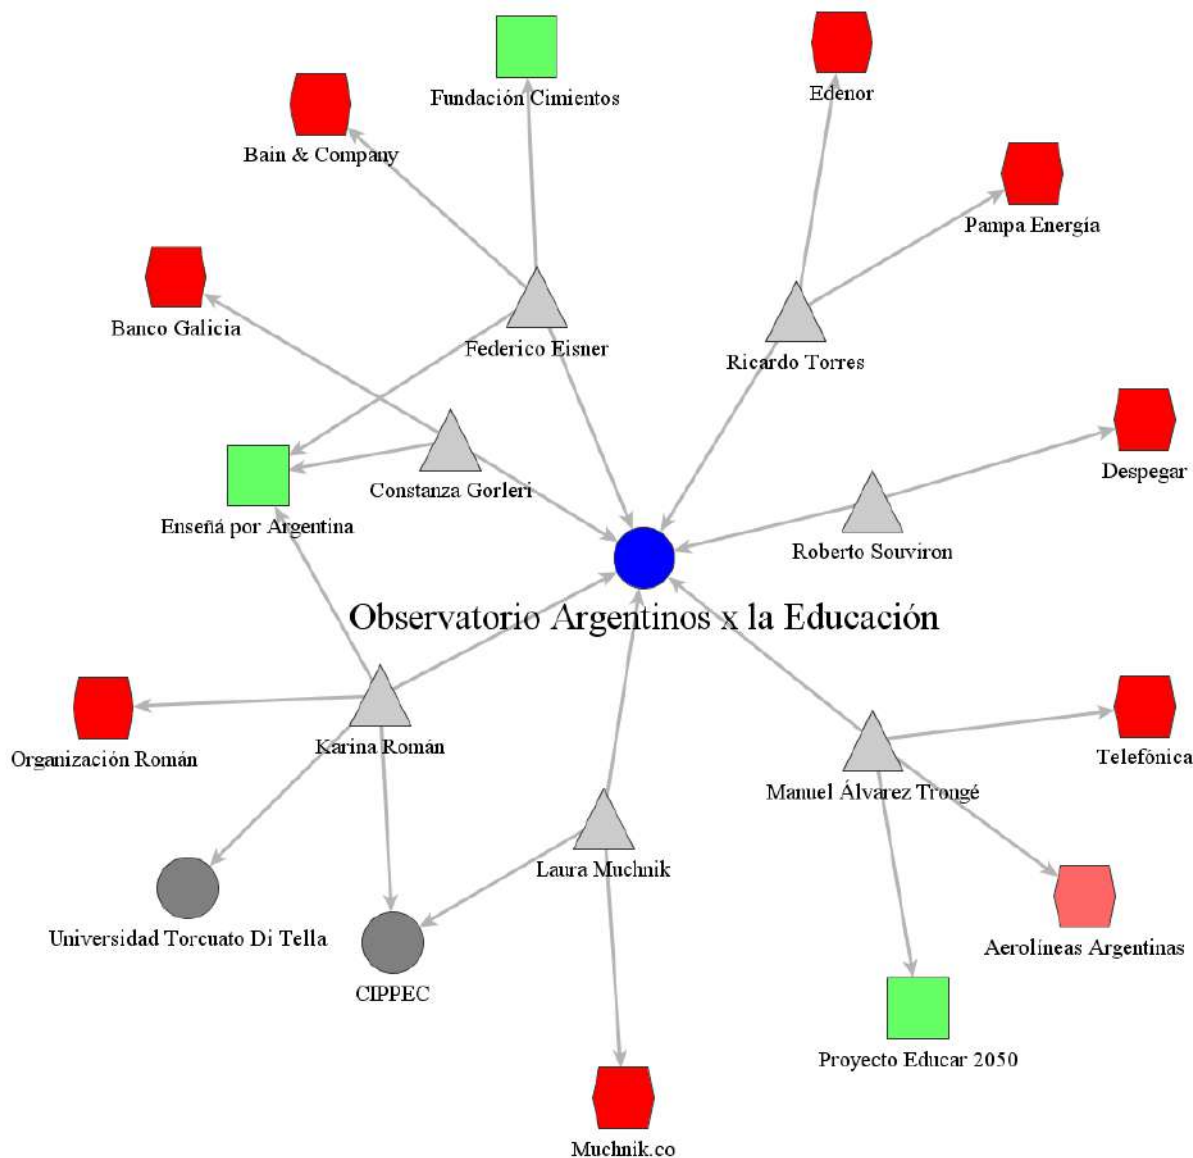 Fundación Cimientos
Edenor
Bain & Company
Pampa Energía
Banco Galicia
Federico Eisner
Ricardo Torres
Constanza Gorleri
Despegar
Enseñá por Argentina
Roberto Souviron
Observatorio Argentinos x la Educación
Organización Román
Karina Román
Telefónica
Manuel Álvarez Trongé
Laura Muchnik
Universidad Torcuato Di Tella
Aerolíneas Argentinas
CIPPEC
Proyecto Educar 2050
Muchnik.co